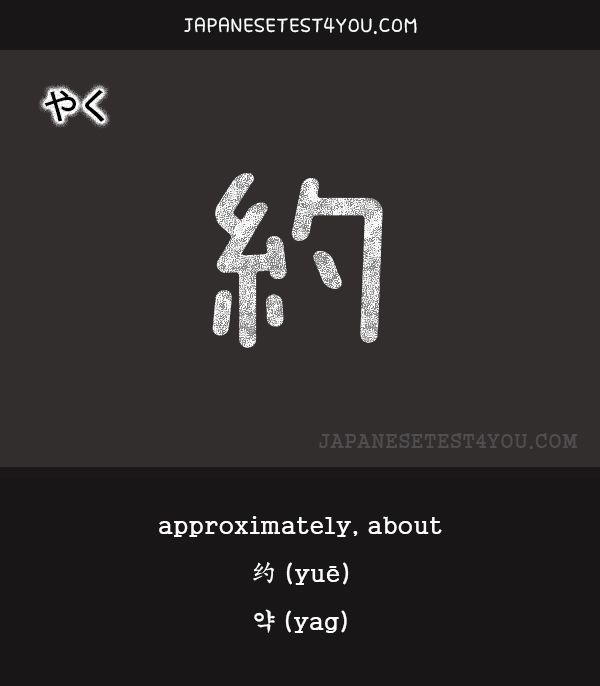 JAPANESETEST4YOU.COM
やく
約
JAPANESETEST4YOU.COM
approximately, about
约 (yuē)
약 (yag)